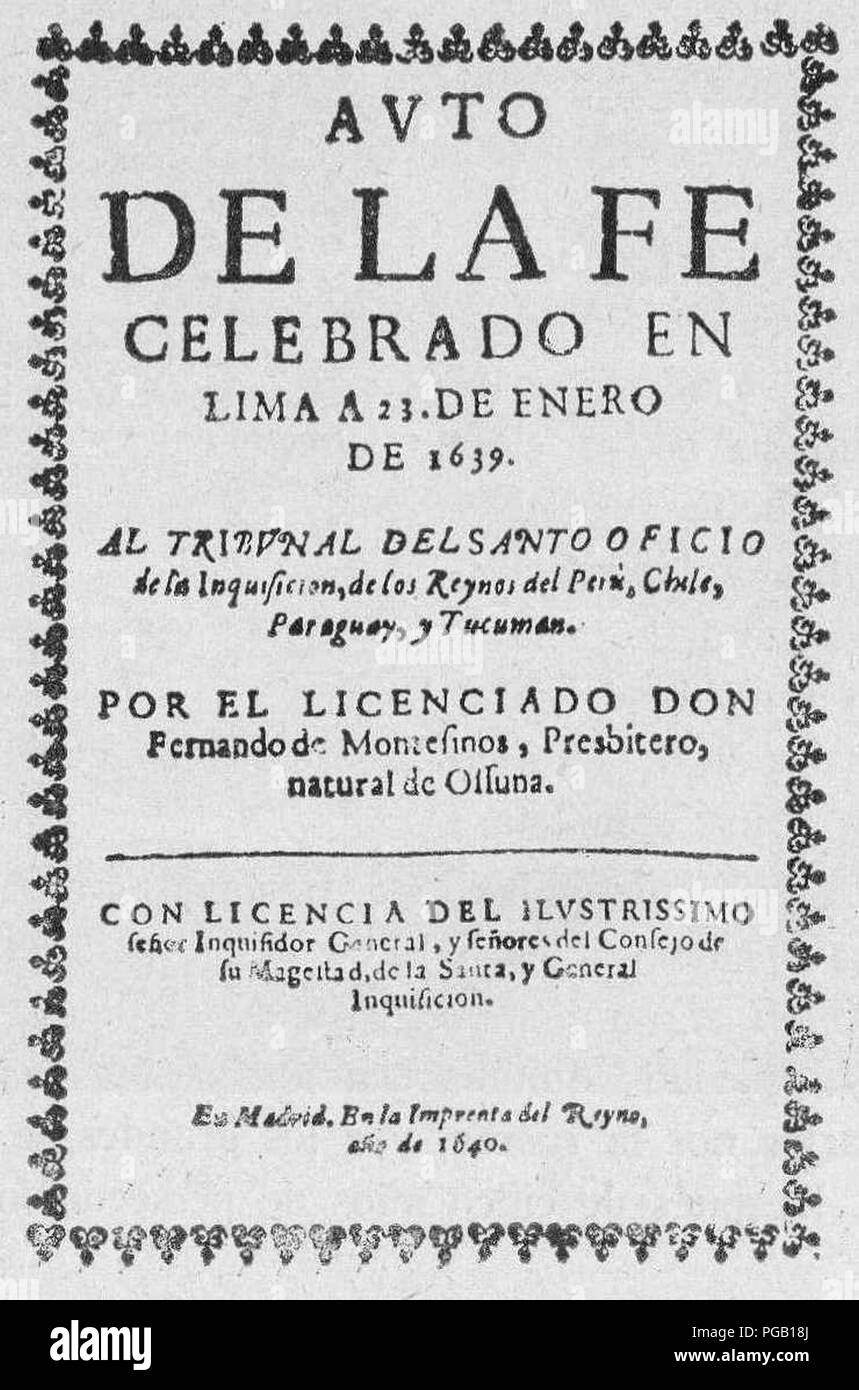 AVTO
DE LA FE
CELEBRADO EN
LIMA A 23. DE ENERO
DE 1639.
AL TRIBVNAL DEL SANTO OFICIO
de la Inquisicion, de los Reynos del Perù, Chile,
Paraguay, y Tucuman.
POR EL LICENCIADO DON
Fernando de Montesinos, Presbitero,
natural de Ossuna.
CON LICENCIA DEL ILVSTRISSIMO
señor Inquisidor General, y señores del Consejo de
su Magestad, de la Santa, y General
Inquisicion.
En Madrid. En la Imprenta del Reyno,
año de 1640.
alamy
alamy
Image ID: PGB18J
www.alamy.com